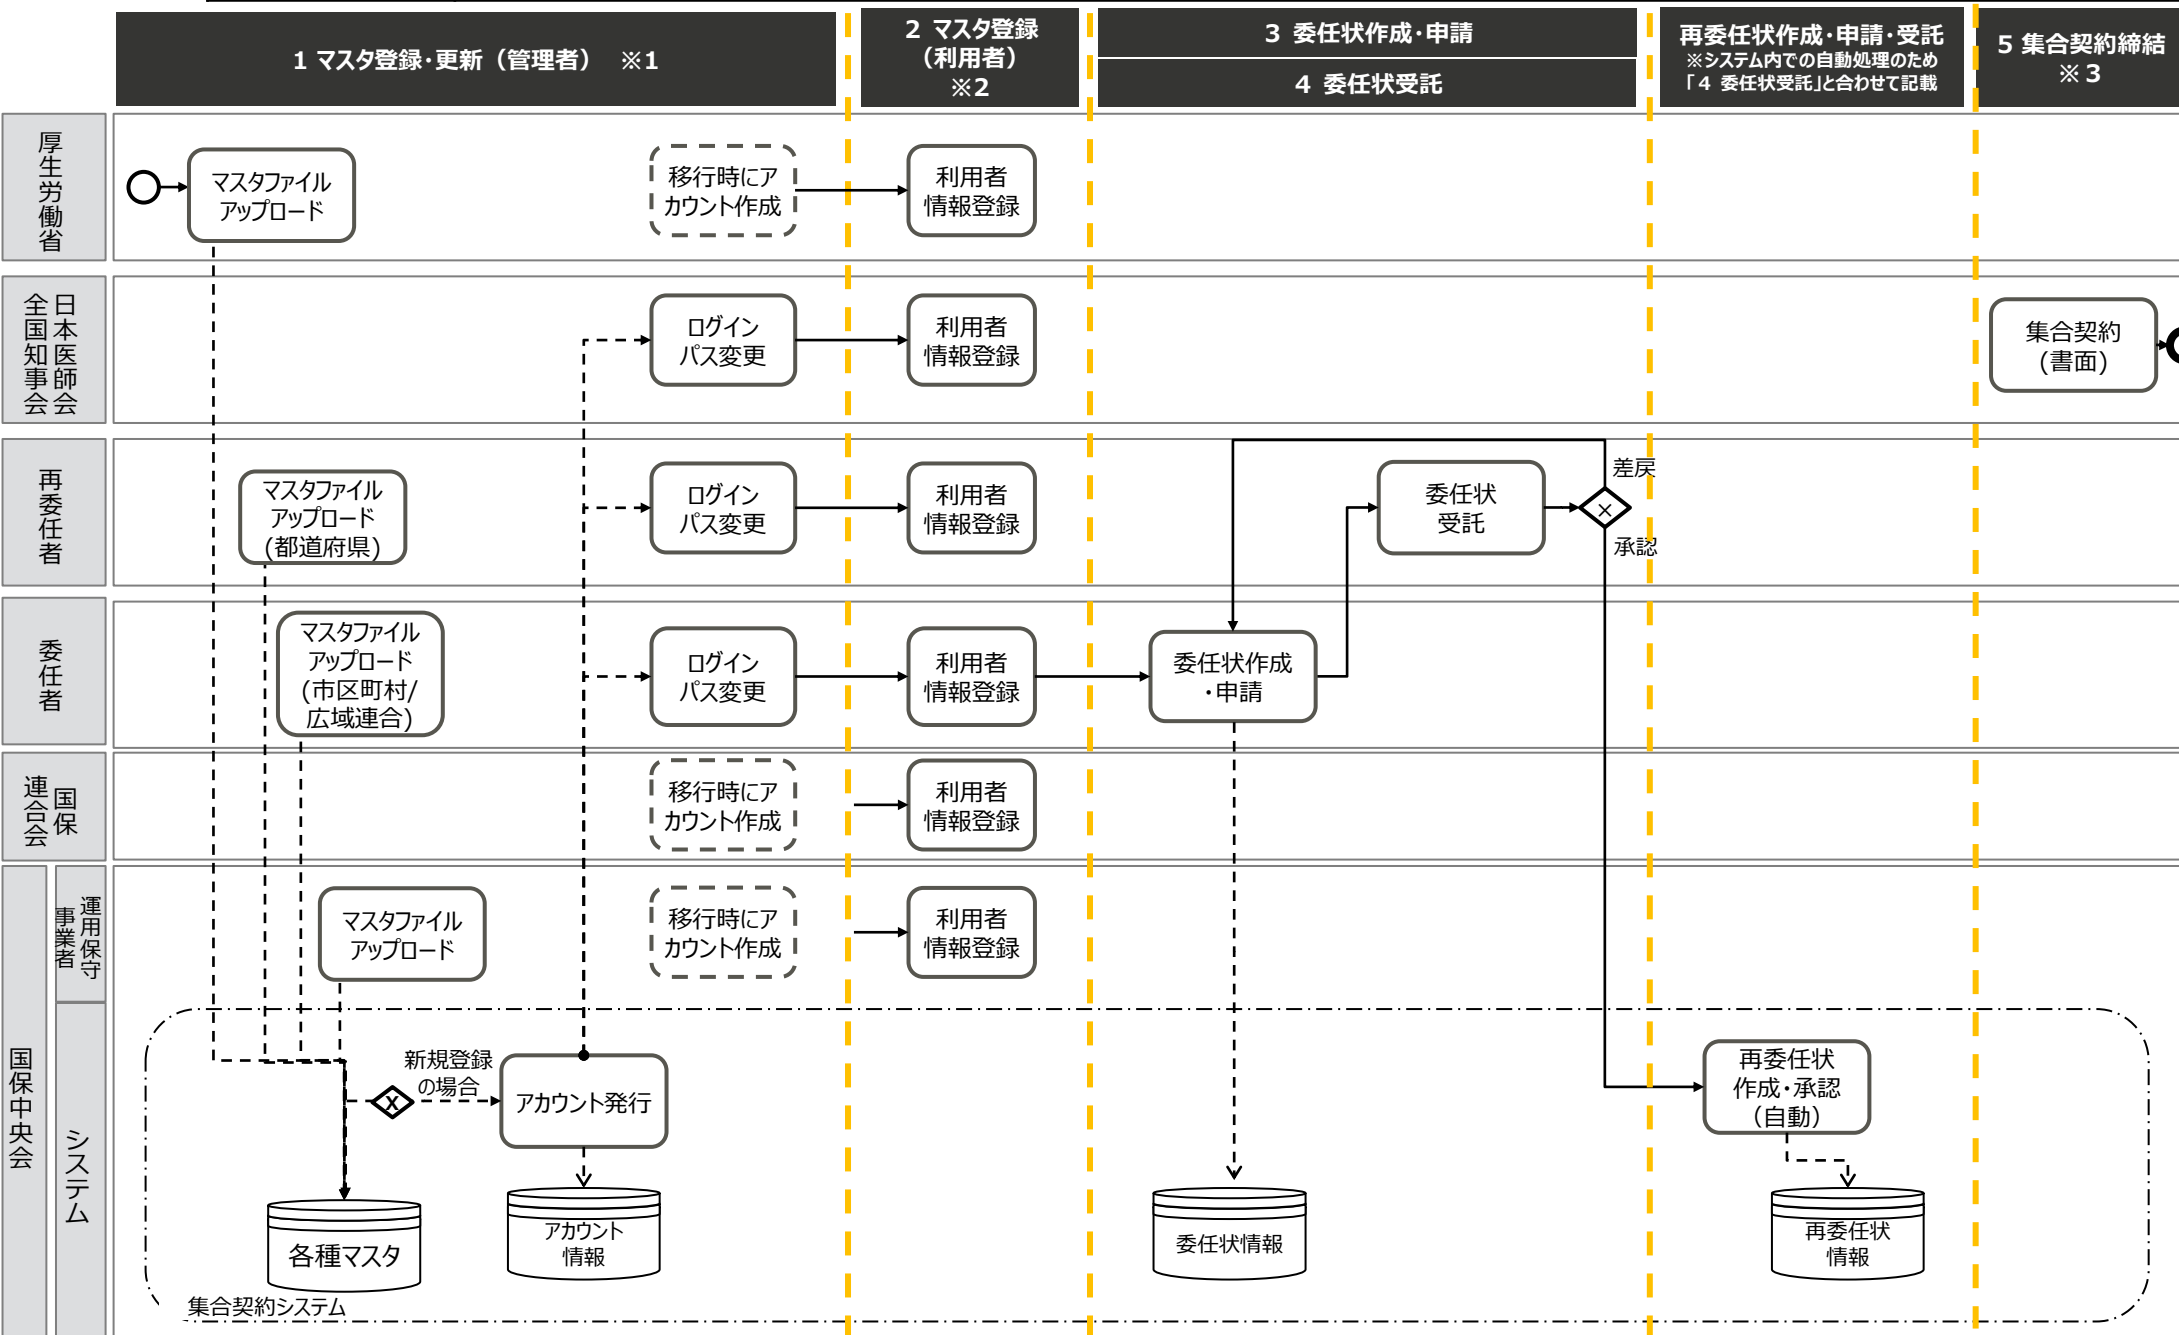 1 マスタ登録・更新（管理者） ※1
2 マスタ登録
（利用者）
※2
3 委任状作成・申請
4 委任状受託
再委任状作成・申請・受託
※システム内での自動処理のため
「4 委任状受託」と合わせて記載
5 集合契約締結
※3
厚生労働省
マスタファイル
アップロード
移行時にア
カウント作成
利用者
情報登録
日本医師会
全国知事会
ログイン
パス変更
利用者
情報登録
集合契約
(書面)
再委任者
マスタファイル
アップロード
(都道府県)
ログイン
パス変更
利用者
情報登録
委任状
受託
差戻
×
承認
委任者
マスタファイル
アップロード
(市区町村/
広域連合)
ログイン
パス変更
利用者
情報登録
委任状作成
・申請
国保
連合会
移行時にア
カウント作成
利用者
情報登録
国保中央会
運用保守
事業者
マスタファイル
アップロード
移行時にア
カウント作成
利用者
情報登録
システム
新規登録
の場合
X
アカウント発行
再委任状
作成・承認
（自動）
各種マスタ
アカウント
情報
委任状情報
再委任状
情報
集合契約システム